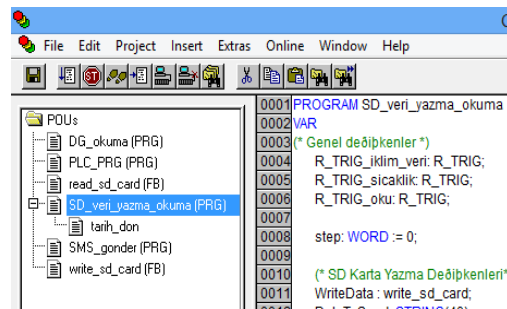 File Edit Project Insert Extras Online Window Help
POUs
DG_okuma (PRG)
PLC_PRG (PRG)
read_sd_card (FB)
SD_veri_yazma_okuma (PRG)
tarih_don
SMS_gonder (PRG)
write_sd_card (FB)
0001 PROGRAM SD_veri_yazma_okuma
0002 VAR
0003 (* Genel deðiþkenler *)
0004 R_TRIG_iklim_veri: R_TRIG;
0005 R_TRIG_sicaklik: R_TRIG;
0006 R_TRIG_oku: R_TRIG;
0007
0008 step: WORD := 0;
0009
0010 (* SD Karta Yazma Deðiþkenleri*
0011 WriteData : write_sd_card;